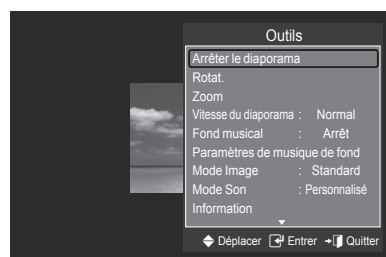 Outils
Arrêter le diaporama
Rotat.
Zoom
Vitesse du diaporama : Normal
Fond musical : Arrêt
Paramètres de musique de fond
Mode Image : Standard
Mode Son : Personnalisé
Information
Déplacer Entrer Quitter